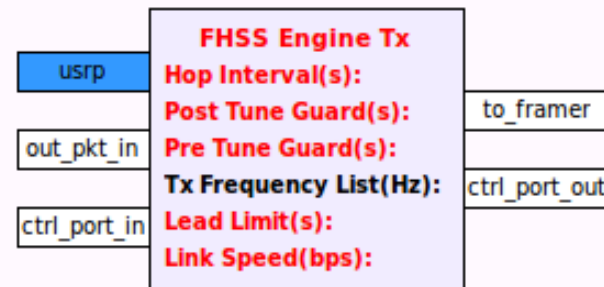 FHSS Engine Tx
usrp
Hop Interval(s):
Post Tune Guard(s):
to_framer
out_pkt_in
Pre Tune Guard(s):
Tx Frequency List(Hz):
ctrl_port_out
ctrl_port_in
Lead Limit(s):
Link Speed(bps):